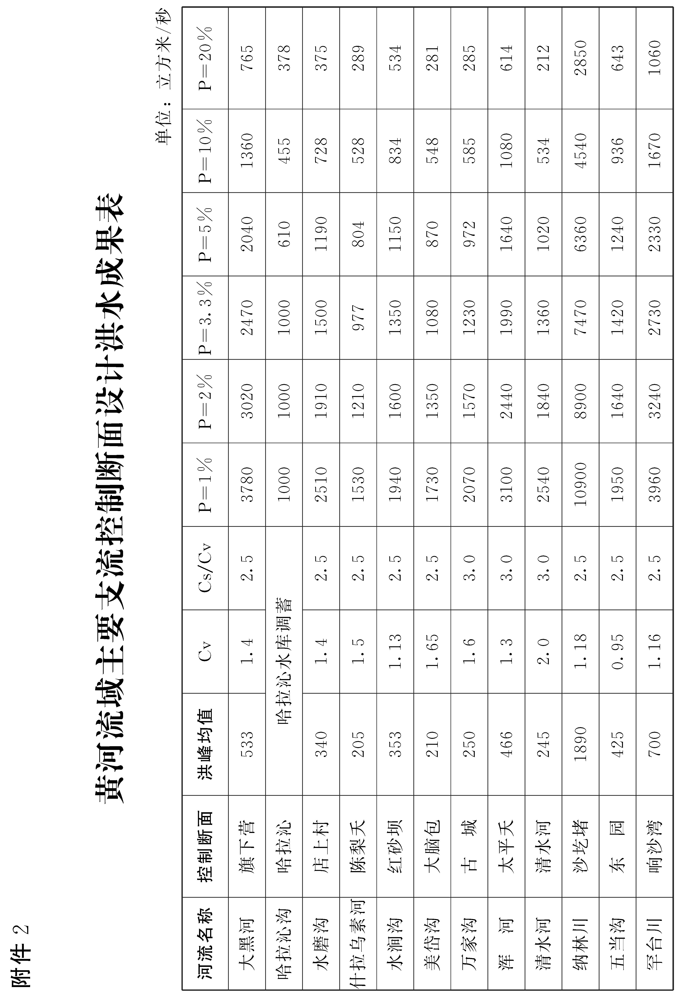 附件2
黄河流域主要支流控制断面设计洪水成果表
单位：立方米/秒
河流名称 控制断面 洪峰均值 Cv Cs/Cv P=1% P=2% P=3.3% P=5% P=10% P=20%
大黑河 旗下营 533 1.4 2.5 3780 3020 2470 2040 1360 765
哈拉沁沟 哈拉沁 哈拉沁水库调蓄 1000 1000 1000 610 455 378
水磨沟 店上村 340 1.4 2.5 2510 1910 1500 1190 728 375
什拉乌素河 陈梨夭 205 1.5 2.5 1530 1210 977 804 528 289
水涧沟 红砂坝 353 1.13 2.5 1940 1600 1350 1150 834 534
美岱沟 大脑包 210 1.65 2.5 1730 1350 1080 870 548 281
万家沟 古 城 250 1.6 3.0 2070 1570 1230 972 585 285
浑 河 太平夭 466 1.3 3.0 3100 2440 1990 1640 1080 614
清水河 清水河 245 2.0 3.0 2540 1840 1360 1020 534 212
纳林川 沙圪堵 1890 1.18 2.5 10900 8900 7470 6360 4540 2850
五当沟 东 园 425 0.95 2.5 1950 1640 1420 1240 936 643
罕台川 响沙湾 700 1.16 2.5 3960 3240 2730 2330 1670 1060